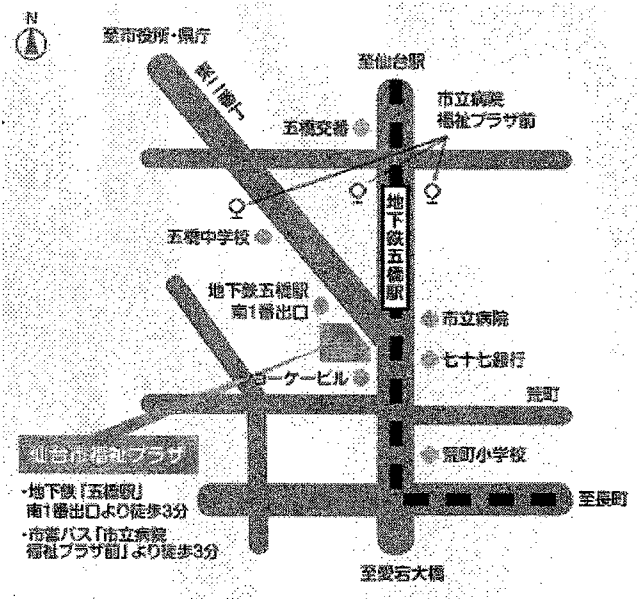 N
至市役所・県庁
東二番丁
至仙台駅
市立病院
福祉プラザ前
五橋交番
地下鉄五橋駅
五橋中学校
地下鉄五橋駅
南1番出口
市立病院
七十七銀行
ショーケービル
荒町
仙台市福祉プラザ
荒町小学校
・地下鉄「五橋駅」
南1番出口より徒歩3分
・市営バス「市立病院
福祉プラザ前」より徒歩3分
至長町
至愛宕大橋